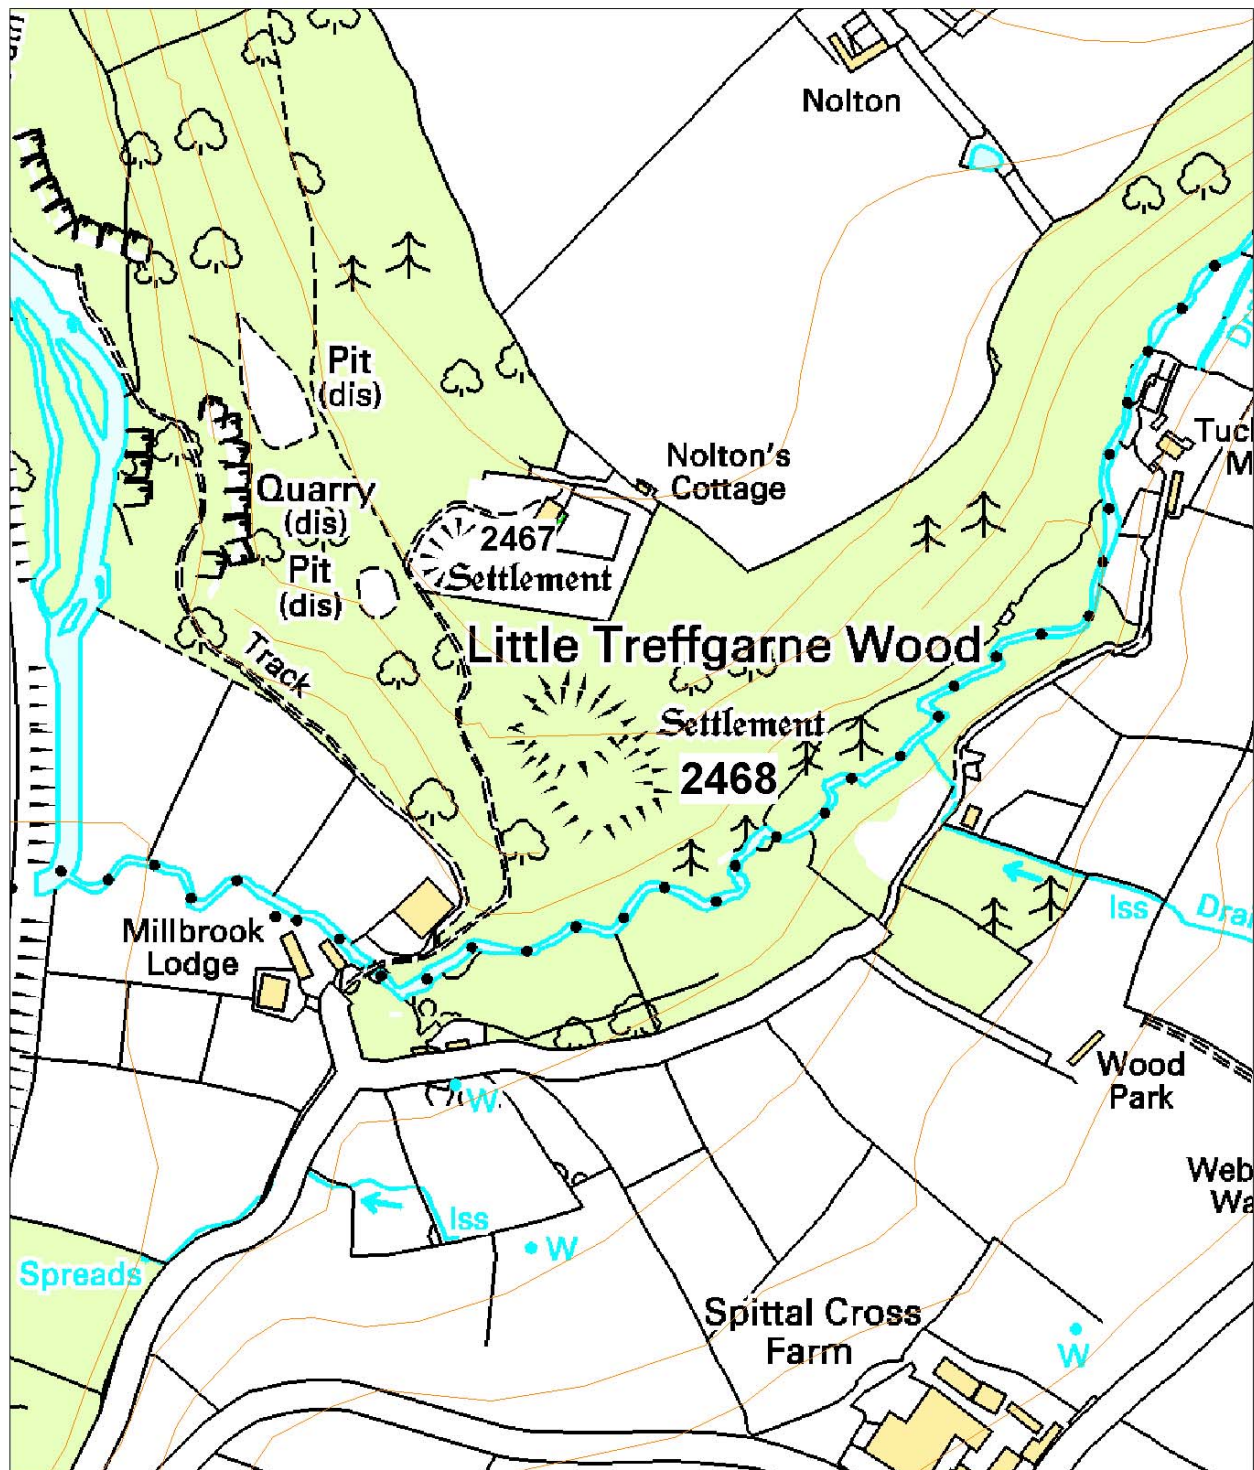 Nolton
Pit
(dis)
Nolton's
Cottage
Quarry
(dis)
2467
Settlement
Pit
(dis)
Little Treffgarne Wood
Track
Settlement
2468
Iss
Millbrook
Lodge
Wood
Park
W
Iss
W
Spreads
Spittal Cross
Farm
W